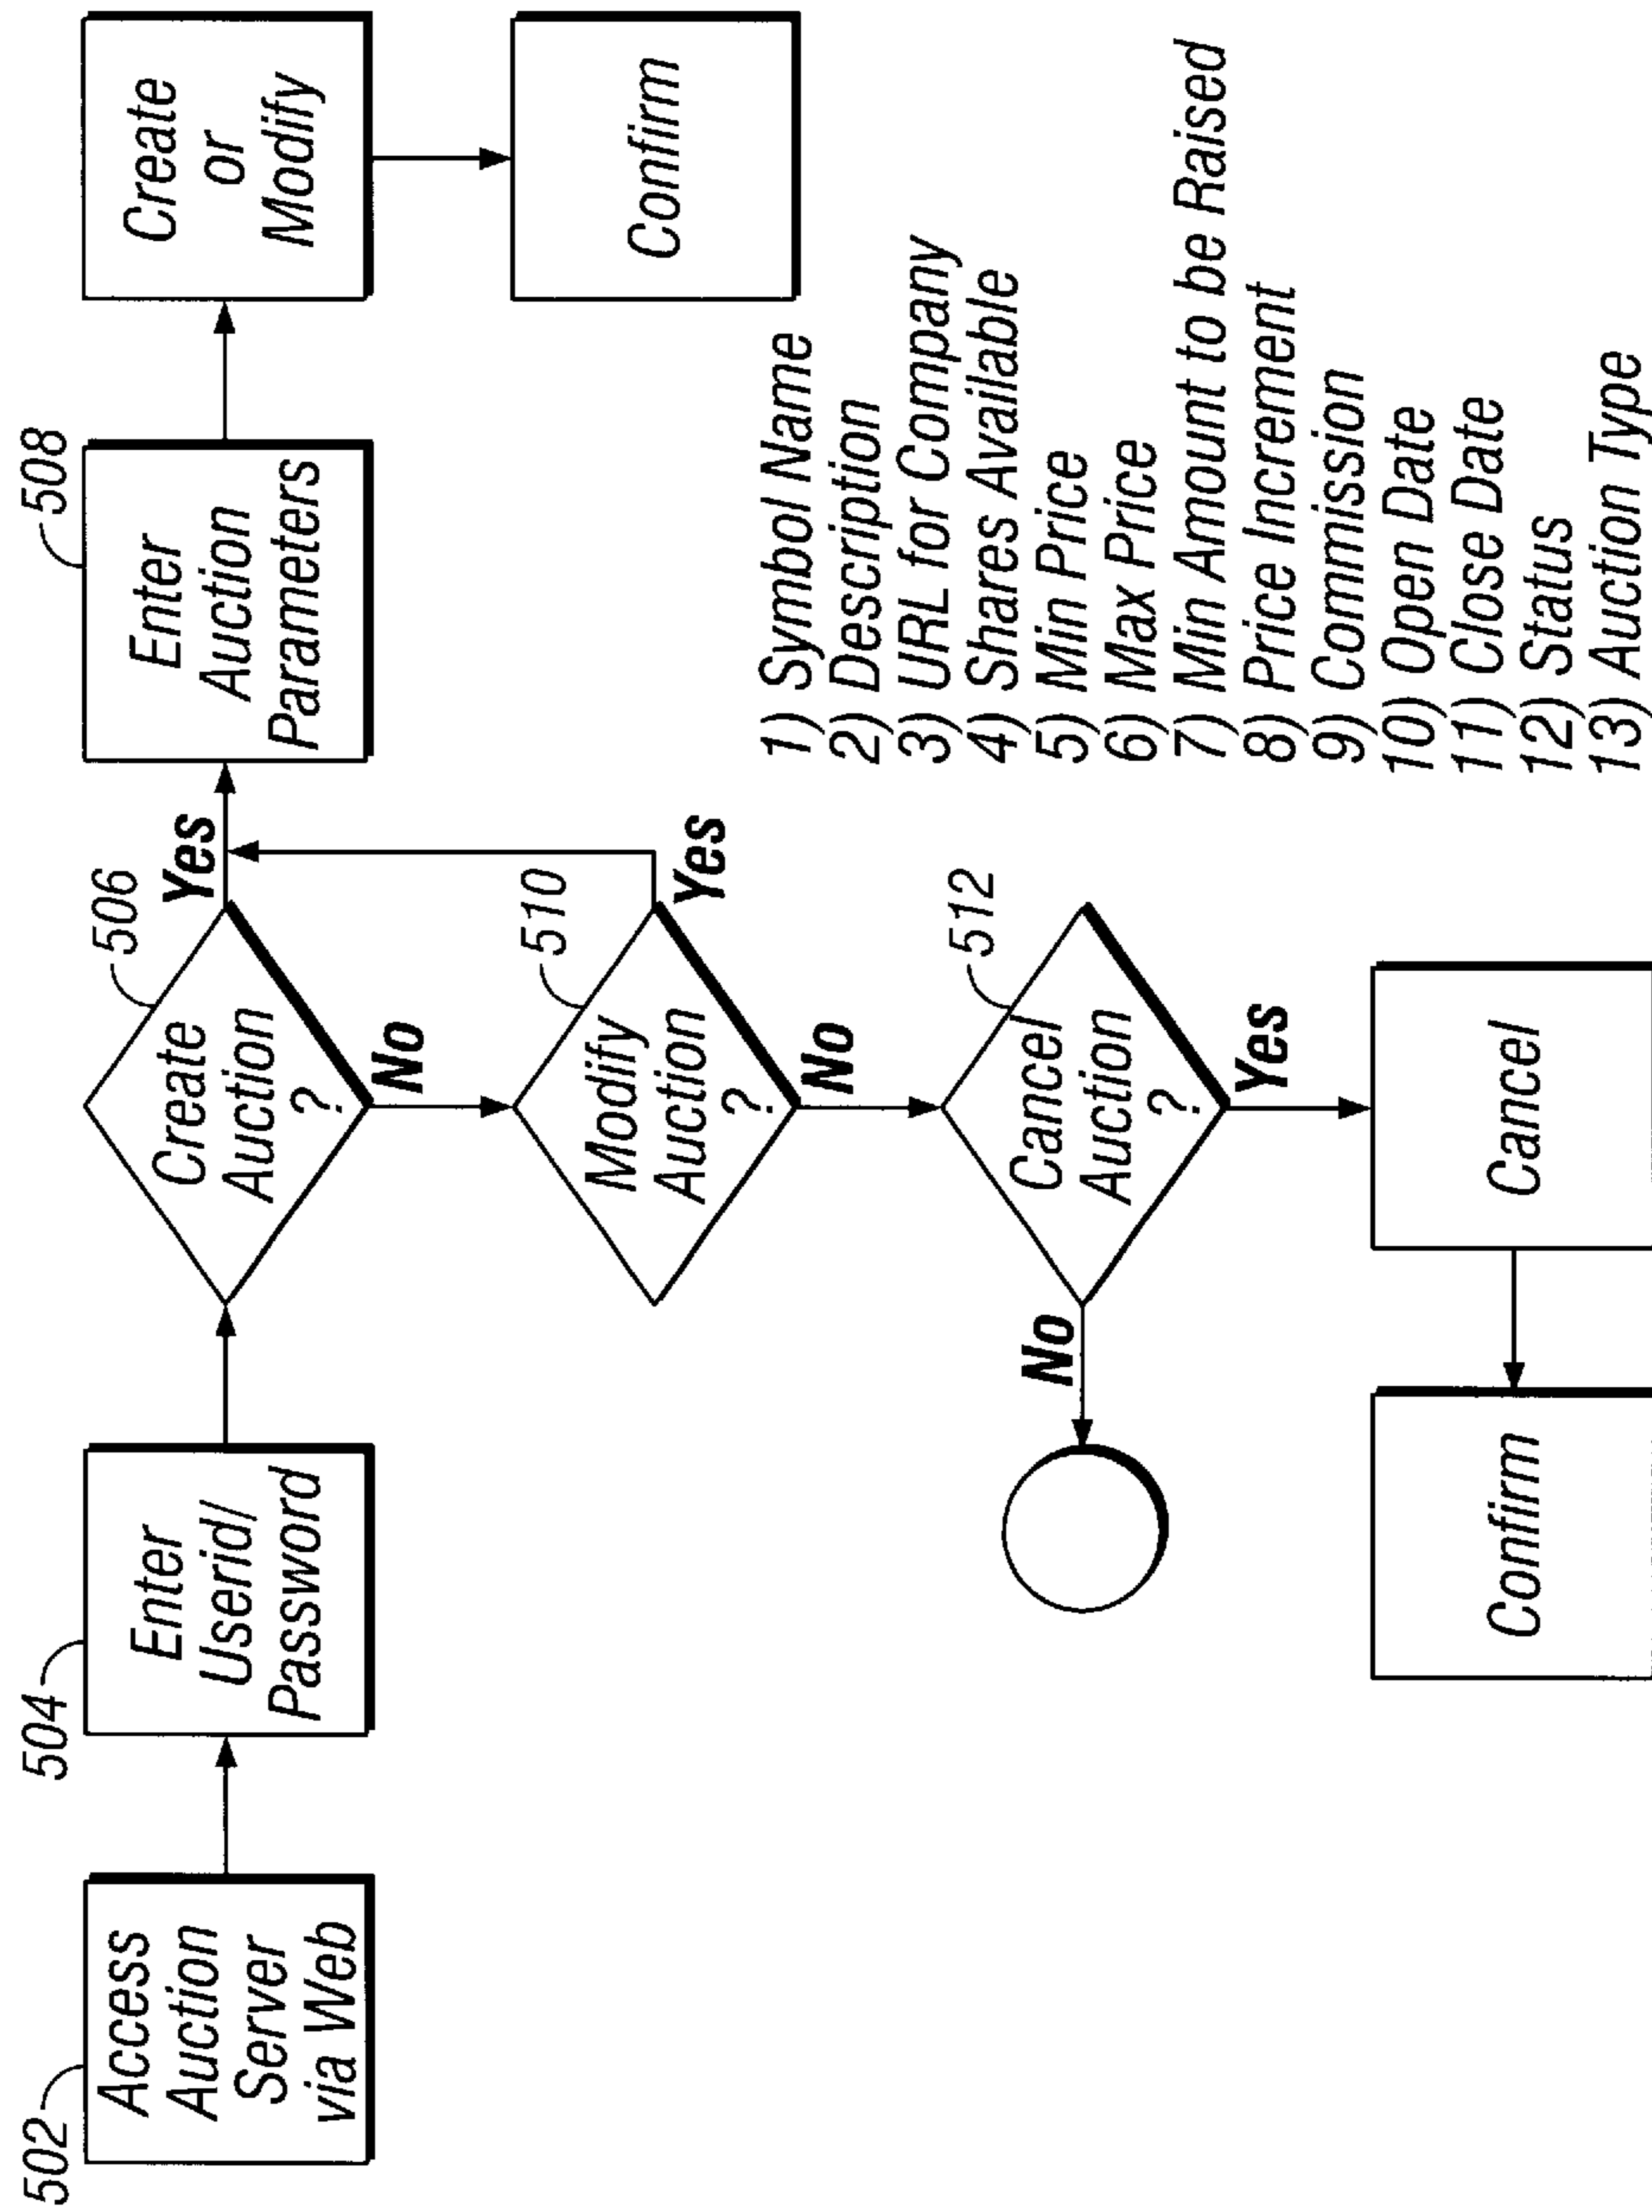 502
Access
Auction
Server
via Web
504
Enter
Userid/
Password
506
Create
Auction
?
Yes
No
508
Enter
Auction
Parameters
Create
or
Modify
Confirm
510
Modify
Auction
?
Yes
No
512
Cancel
Auction
?
No
Yes
Cancel
Confirm
1) Symbol Name
2) Description
3) URL for Company
4) Shares Available
5) Min Price
6) Max Price
7) Min Amount to be Raised
8) Price Increment
9) Commission
10) Open Date
11) Close Date
12) Status
13) Auction Type